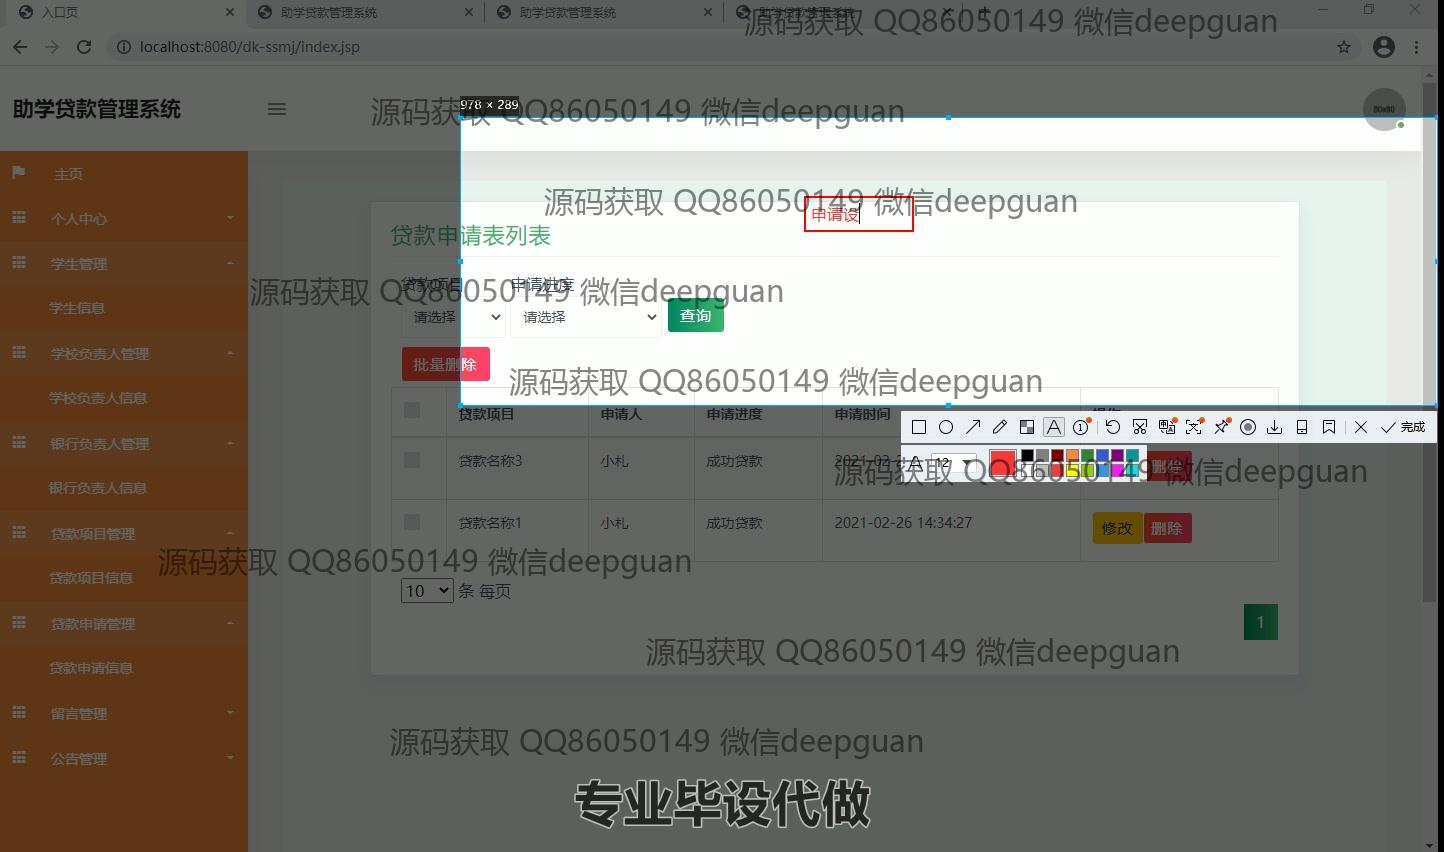 入口页
助学贷款管理系统
助学贷款管理系统
助学贷款管理系统
localhost:8080/dk-ssmj/index.jsp
源码获取 QQ86050149 微信deepguan
助学贷款管理系统
978 × 289
源码获取 QQ86050149 微信deepguan
80x80
主页
个人中心
学生管理
学生信息
学校负责人管理
学校负责人信息
银行负责人管理
银行负责人信息
贷款项目管理
贷款项目信息
贷款申请管理
贷款申请信息
留言管理
公告管理
源码获取 QQ86050149 微信deepguan
申请设
贷款申请表列表
贷款项目 申请进度
源码获取 QQ86050149 微信deepguan
请选择 请选择 查询
批量删除
源码获取 QQ86050149 微信deepguan
贷款项目 申请人 申请进度 申请时间 操作
完成
贷款名称3 小札 成功贷款 2021-02-2 删除
A 12
源码获取 QQ86050149 微信deepguan
贷款名称1 小札 成功贷款 2021-02-26 14:34:27 修改 删除
源码获取 QQ86050149 微信deepguan
10 条 每页
1
源码获取 QQ86050149 微信deepguan
源码获取 QQ86050149 微信deepguan
专业毕设代做